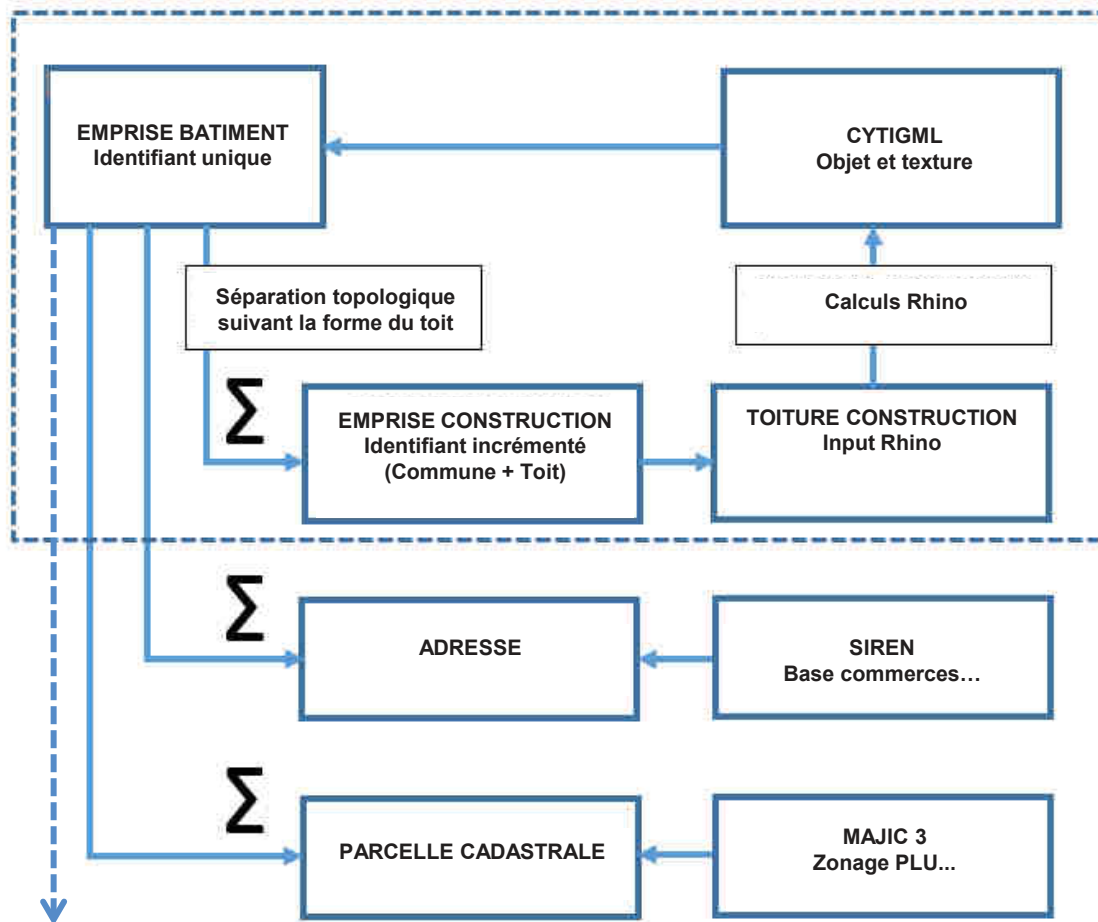 EMPRISE BATIMENT
Identifiant unique
CYTIGML
Objet et texture
Séparation topologique
suivant la forme du toit
Calculs Rhino
Σ
EMPRISE CONSTRUCTION
Identifiant incrémenté
(Commune + Toit)
TOITURE CONSTRUCTION
Input Rhino
Σ
ADRESSE
SIREN
Base commerces…
Σ
PARCELLE CADASTRALE
MAJIC 3
Zonage PLU...